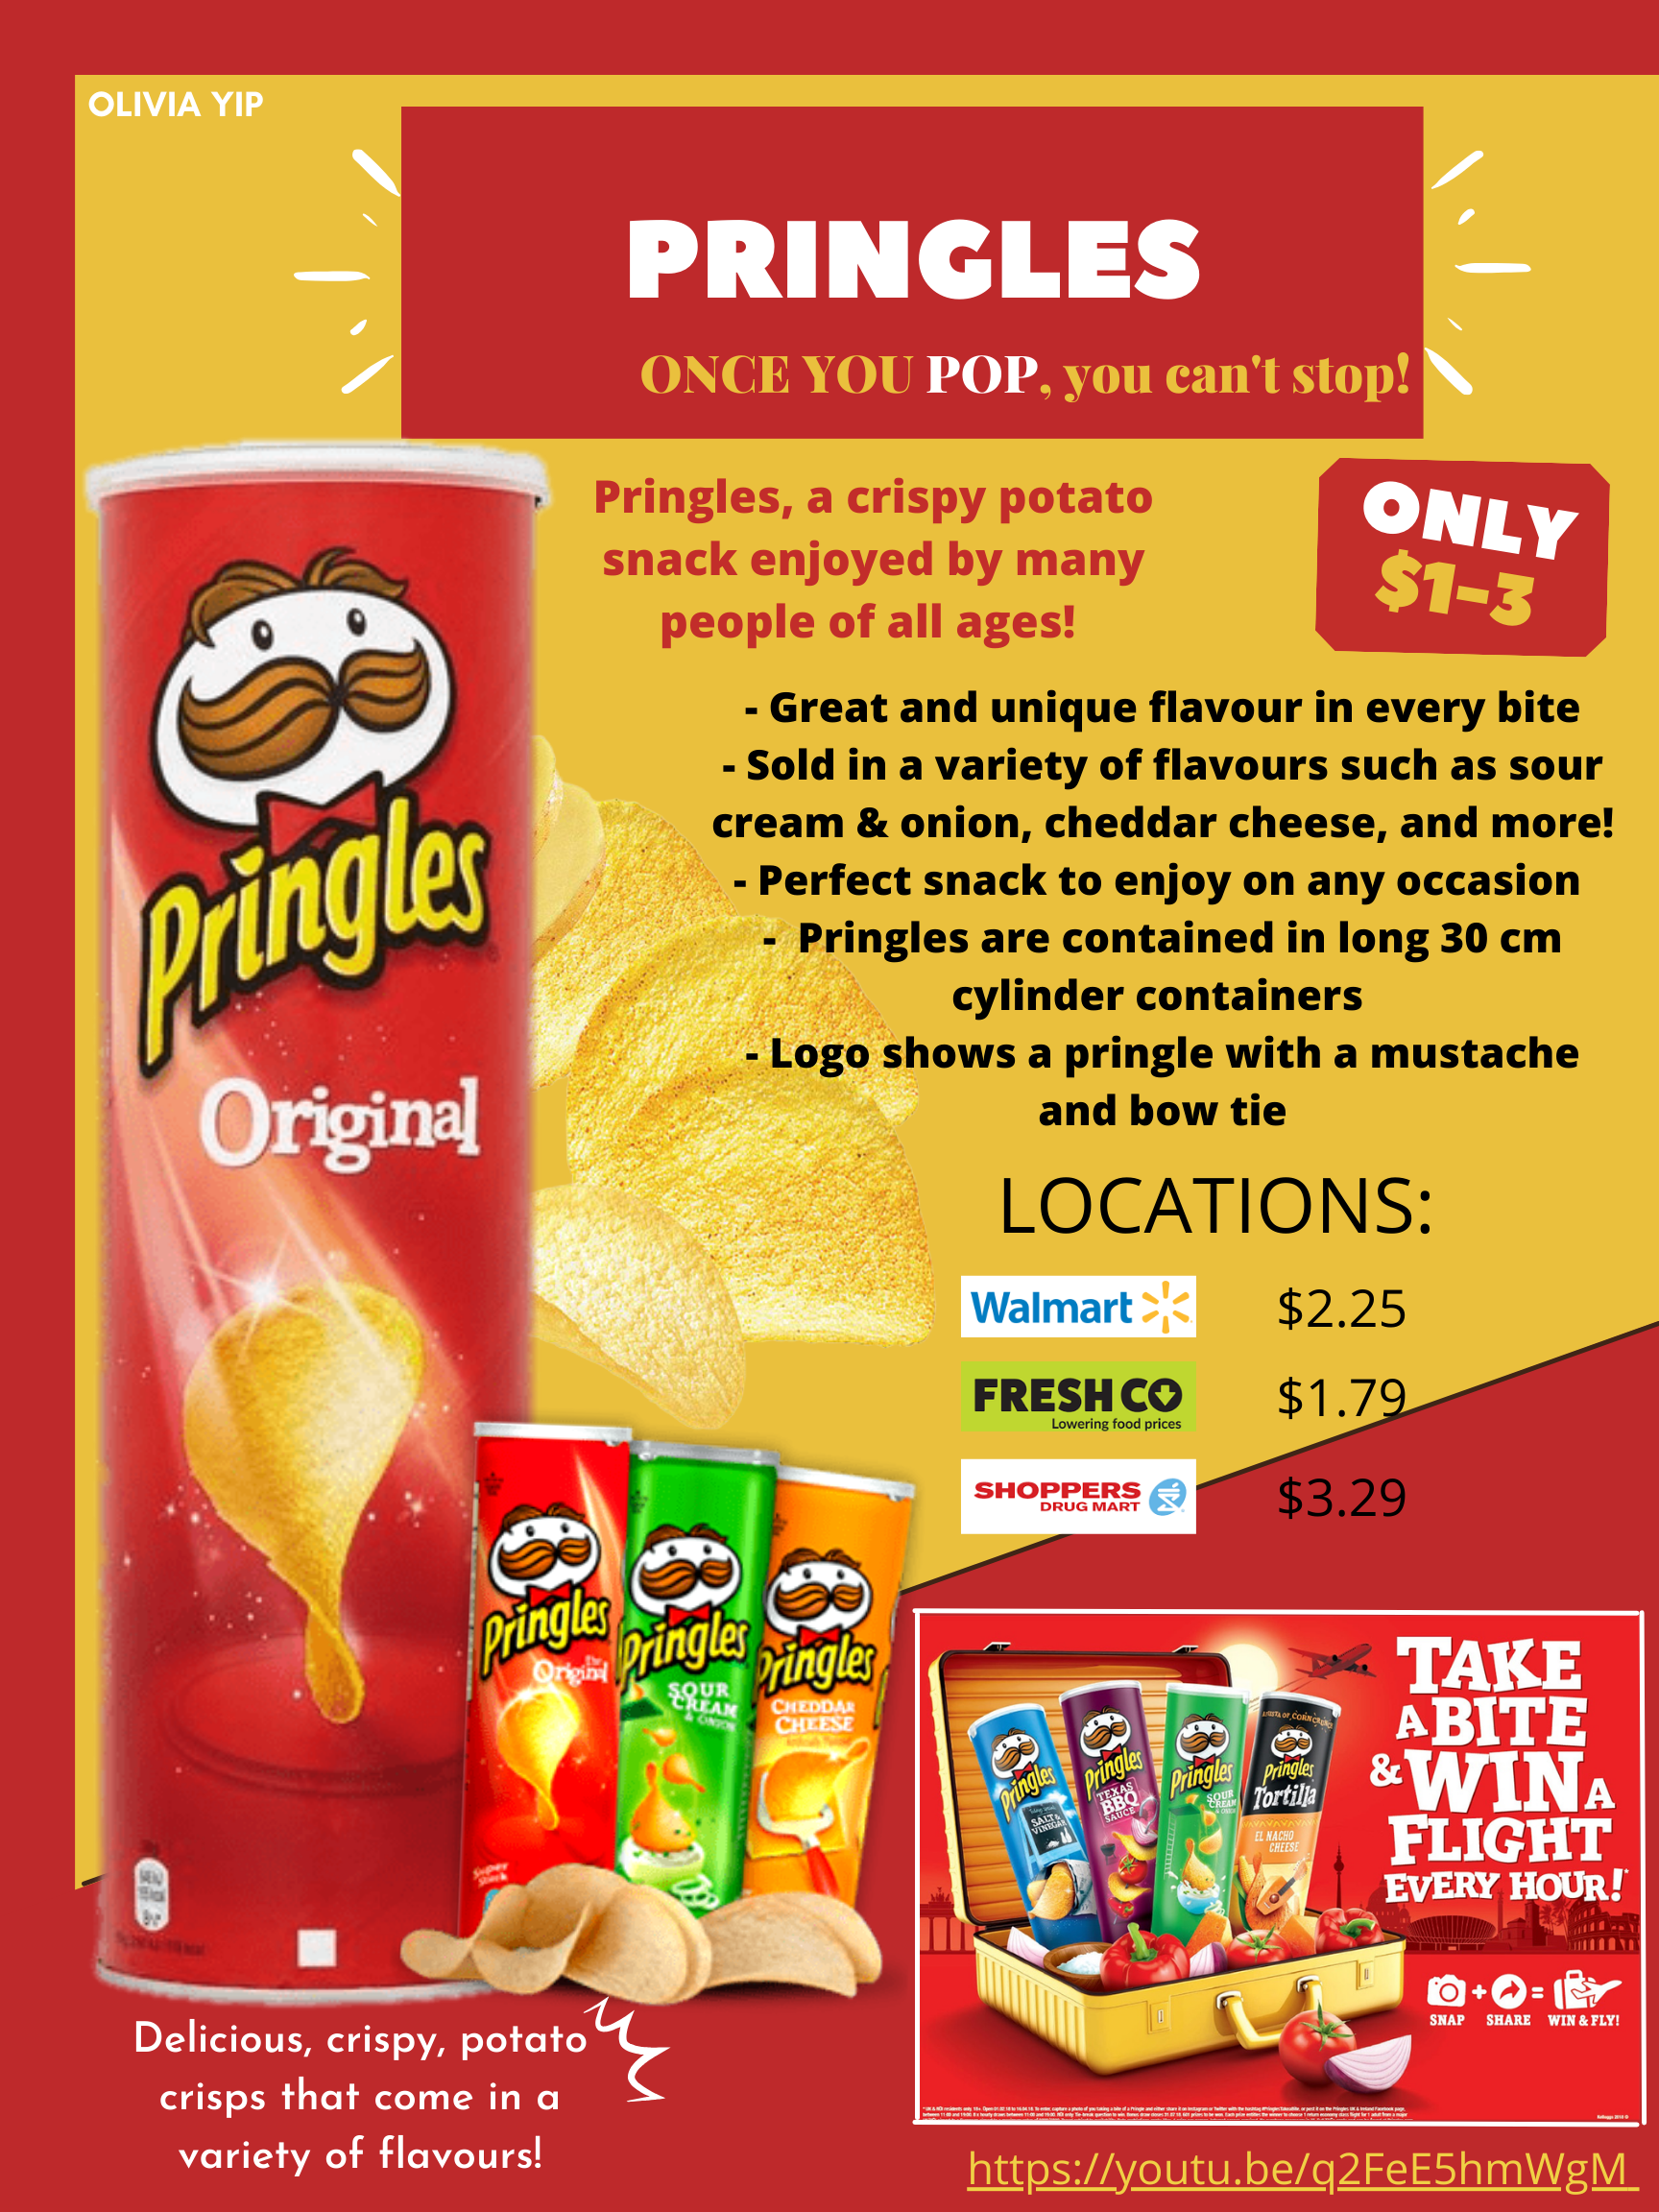 OLIVIA YIP
PRINGLES
ONCE YOU POP, you can't stop!
Pringles, a crispy potato
snack enjoyed by many
people of all ages!
ONLY
$1-3
- Great and unique flavour in every bite
- Sold in a variety of flavours such as sour
cream & onion, cheddar cheese, and more!
- Perfect snack to enjoy on any occasion
- Pringles are contained in long 30 cm
cylinder containers
- Logo shows a pringle with a mustache
and bow tie
Pringles
Original
LOCATIONS:
Walmart
$2.25
FRESHCO
Lowering food prices
$1.79
SHOPPERS
DRUG MART
$3.29
Pringles
The
Original
Super
Stack
Pringles
SOUR
CREAM
& ONION
Pringles
CHEDDAR
CHEESE
TAKE
A BITE
& WIN A
FLIGHT
EVERY HOUR!*
Pringles
SALT &
VINEGAR
Pringles
TEXAS
BBQ
SAUCE
Pringles
SOUR
CREAM
& ONION
Pringles
Tortilla
EL NACHO
CHEESE
SNAP
SHARE
WIN & FLY!
Delicious, crispy, potato
crisps that come in a
variety of flavours!
https://youtu.be/q2FeE5hmWgM